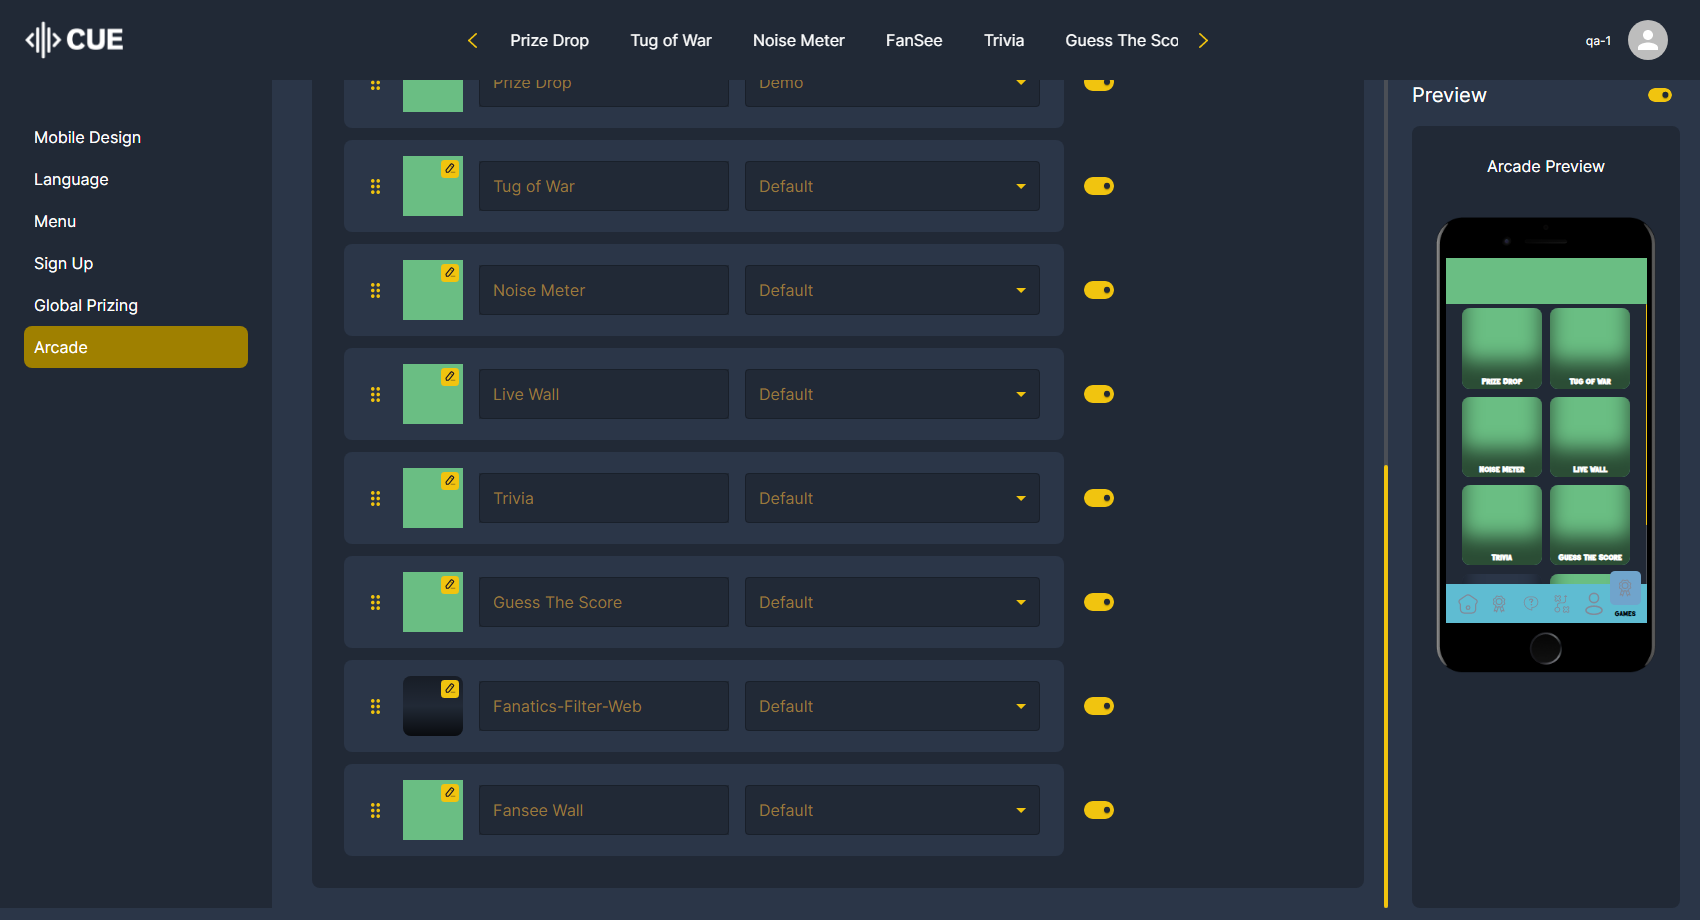 CUE
Prize Drop
Tug of War
Noise Meter
FanSee
Trivia
Guess The Sco
qa-1
Mobile Design
Language
Menu
Sign Up
Global Prizing
Arcade
Prize Drop
Demo
Tug of War
Default
Noise Meter
Default
Live Wall
Default
Trivia
Default
Guess The Score
Default
Fanatics-Filter-Web
Default
Fansee Wall
Default
Preview
Arcade Preview
Prize Drop
Tug of War
Noise Meter
Live Wall
Trivia
Guess The Score
GAMES